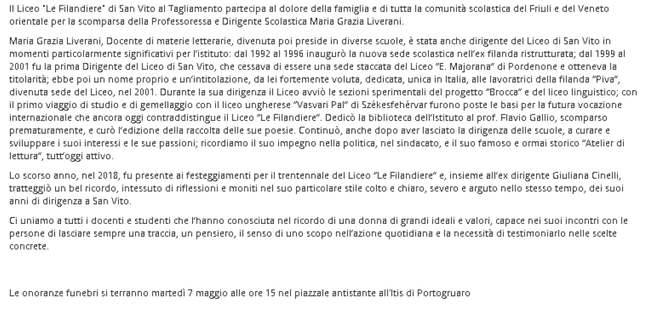 Il Liceo "Le Filandiere" di San Vito al Tagliamento partecipa al dolore della famiglia e di tutta la comunità scolastica del Friuli e del Veneto
orientale per la scomparsa della Professoressa e Dirigente Scolastica Maria Grazia Liverani.
Maria Grazia Liverani, Docente di materie letterarie, divenuta poi preside in diverse scuole, è stata anche dirigente del Liceo di San Vito in
momenti particolarmente significativi per l'istituto: dal 1992 al 1996 inaugurò la nuova sede scolastica nell'ex filanda ristrutturata; dal 1999 al
2001 fu la prima Dirigente del Liceo di San Vito, che cessava di essere una sede staccata del Liceo "E. Majorana" di Pordenone e otteneva la
titolarità; ebbe poi un nome proprio e un'intitolazione, da lei fortemente voluta, dedicata, unica in Italia, alle lavoratrici della filanda "Piva",
divenuta sede del Liceo, nel 2001. Durante la sua dirigenza il Liceo avviò le sezioni sperimentali del progetto "Brocca" e del liceo linguistico; con
il primo viaggio di studio e di gemellaggio con il liceo ungherese "Vasvari Pal" di Székesfehérvar furono poste le basi per la futura vocazione
internazionale che ancora oggi contraddistingue il Liceo "Le Filandiere". Dedicò la biblioteca dell'Istituto al prof. Flavio Gallio, scomparso
prematuramente, e curò l'edizione della raccolta delle sue poesie. Continuò, anche dopo aver lasciato la dirigenza delle scuole, a curare e
sviluppare i suoi interessi e le sue passioni; ricordiamo il suo impegno nella politica, nel sindacato, e il suo famoso e ormai storico "Atelier di
lettura", tutt'oggi attivo.
Lo scorso anno, nel 2018, fu presente ai festeggiamenti per il trentennale del Liceo "Le Filandiere" e, insieme all'ex dirigente Giuliana Cinelli,
tratteggiò un bel ricordo, intessuto di riflessioni e moniti nel suo particolare stile colto e chiaro, severo e arguto nello stesso tempo, dei suoi
anni di dirigenza a San Vito.
Ci uniamo a tutti i docenti e studenti che l'hanno conosciuta nel ricordo di una donna di grandi ideali e valori, capace nei suoi incontri con le
persone di lasciare sempre una traccia, un pensiero, il senso di uno scopo nell'azione quotidiana e la necessità di testimoniarlo nelle scelte
concrete.
Le onoranze funebri si terranno martedì 7 maggio alle ore 15 nel piazzale antistante all'Itis di Portogruaro